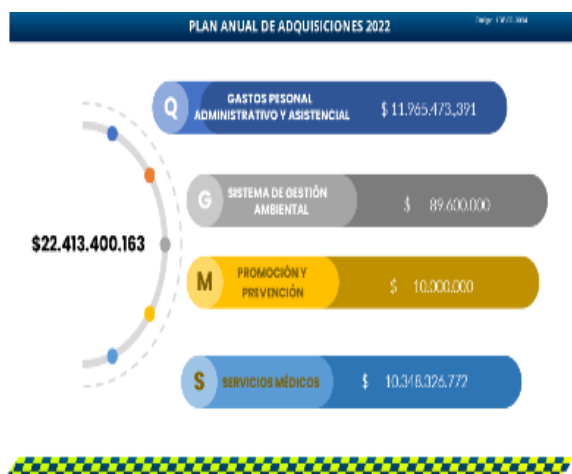 PLAN ANUAL DE ADQUISICIONES 2022
Q
GASTOS PESONAL
ADMINISTRATIVO Y ASISTENCIAL
$ 11.965.473,391
G
SISTEMA DE GESTIÓN
AMBIENTAL
$ 89.600.000
$22.413.400.163
M
PROMOCIÓN Y
PREVENCIÓN
$ 10.000.000
S
SERVICIOS MÉDICOS
$ 10.348.326.772